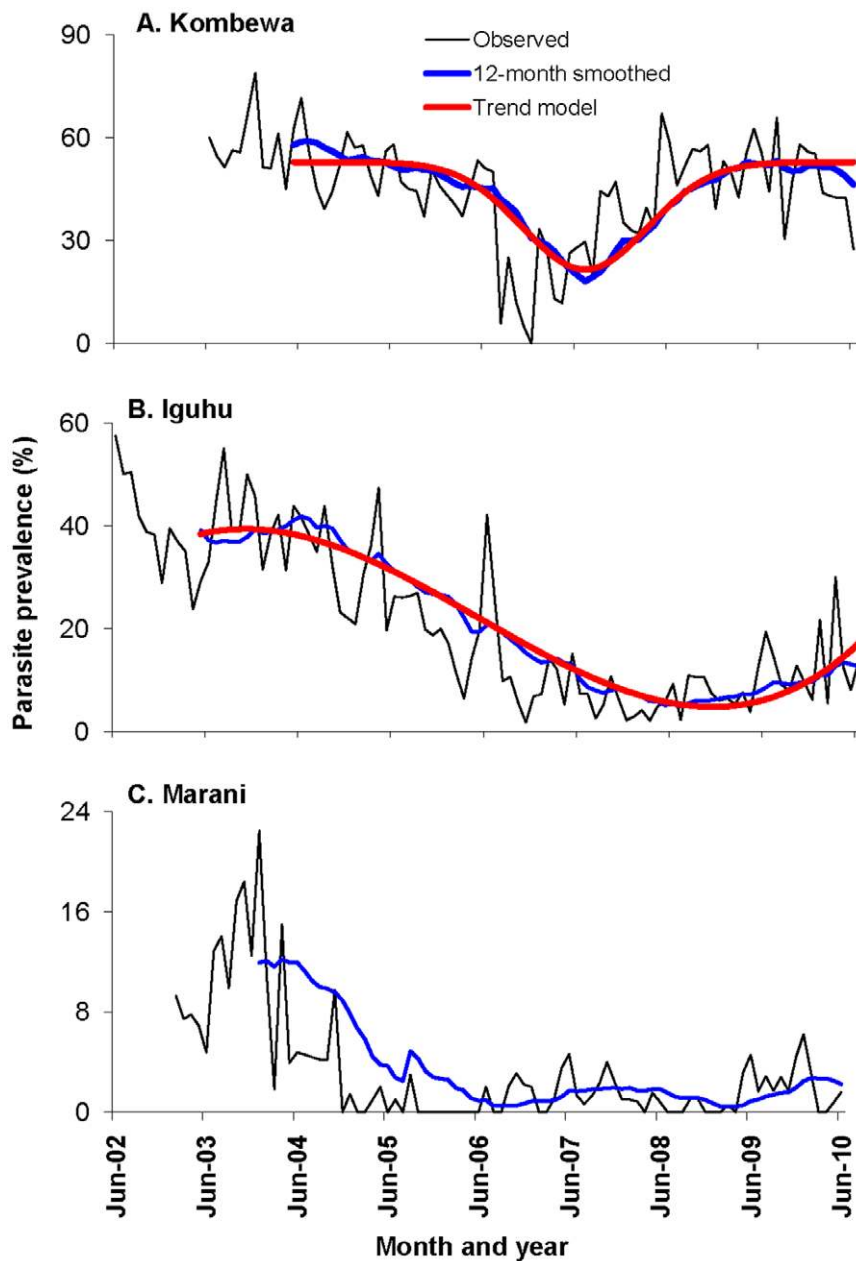 A. Kombewa
Observed
12-month smoothed
Trend model
90
60
30
0
B. Iguhu
60
40
20
0
Parasite prevalence (%)
C. Marani
24
16
8
0
Jun-02
Jun-03
Jun-04
Jun-05
Jun-06
Jun-07
Jun-08
Jun-09
Jun-10
Month and year